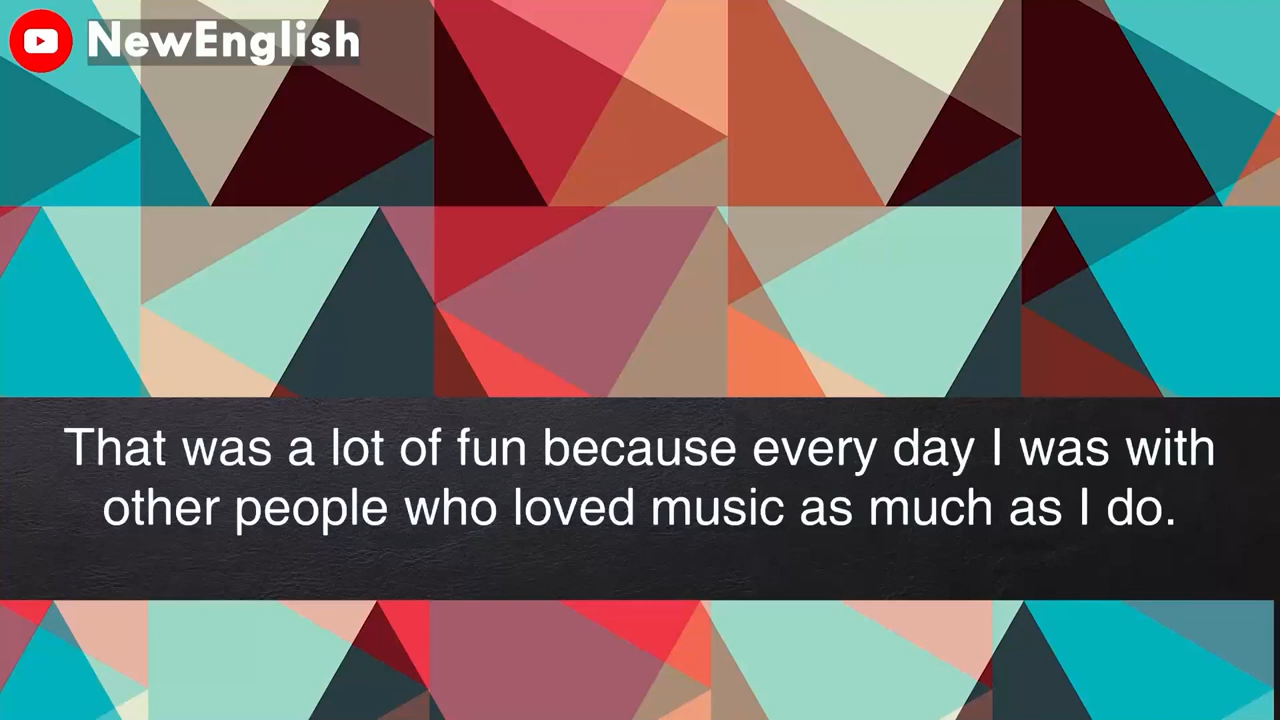 NewEnglish
That was a lot of fun because every day I was with
other people who loved music as much as I do.